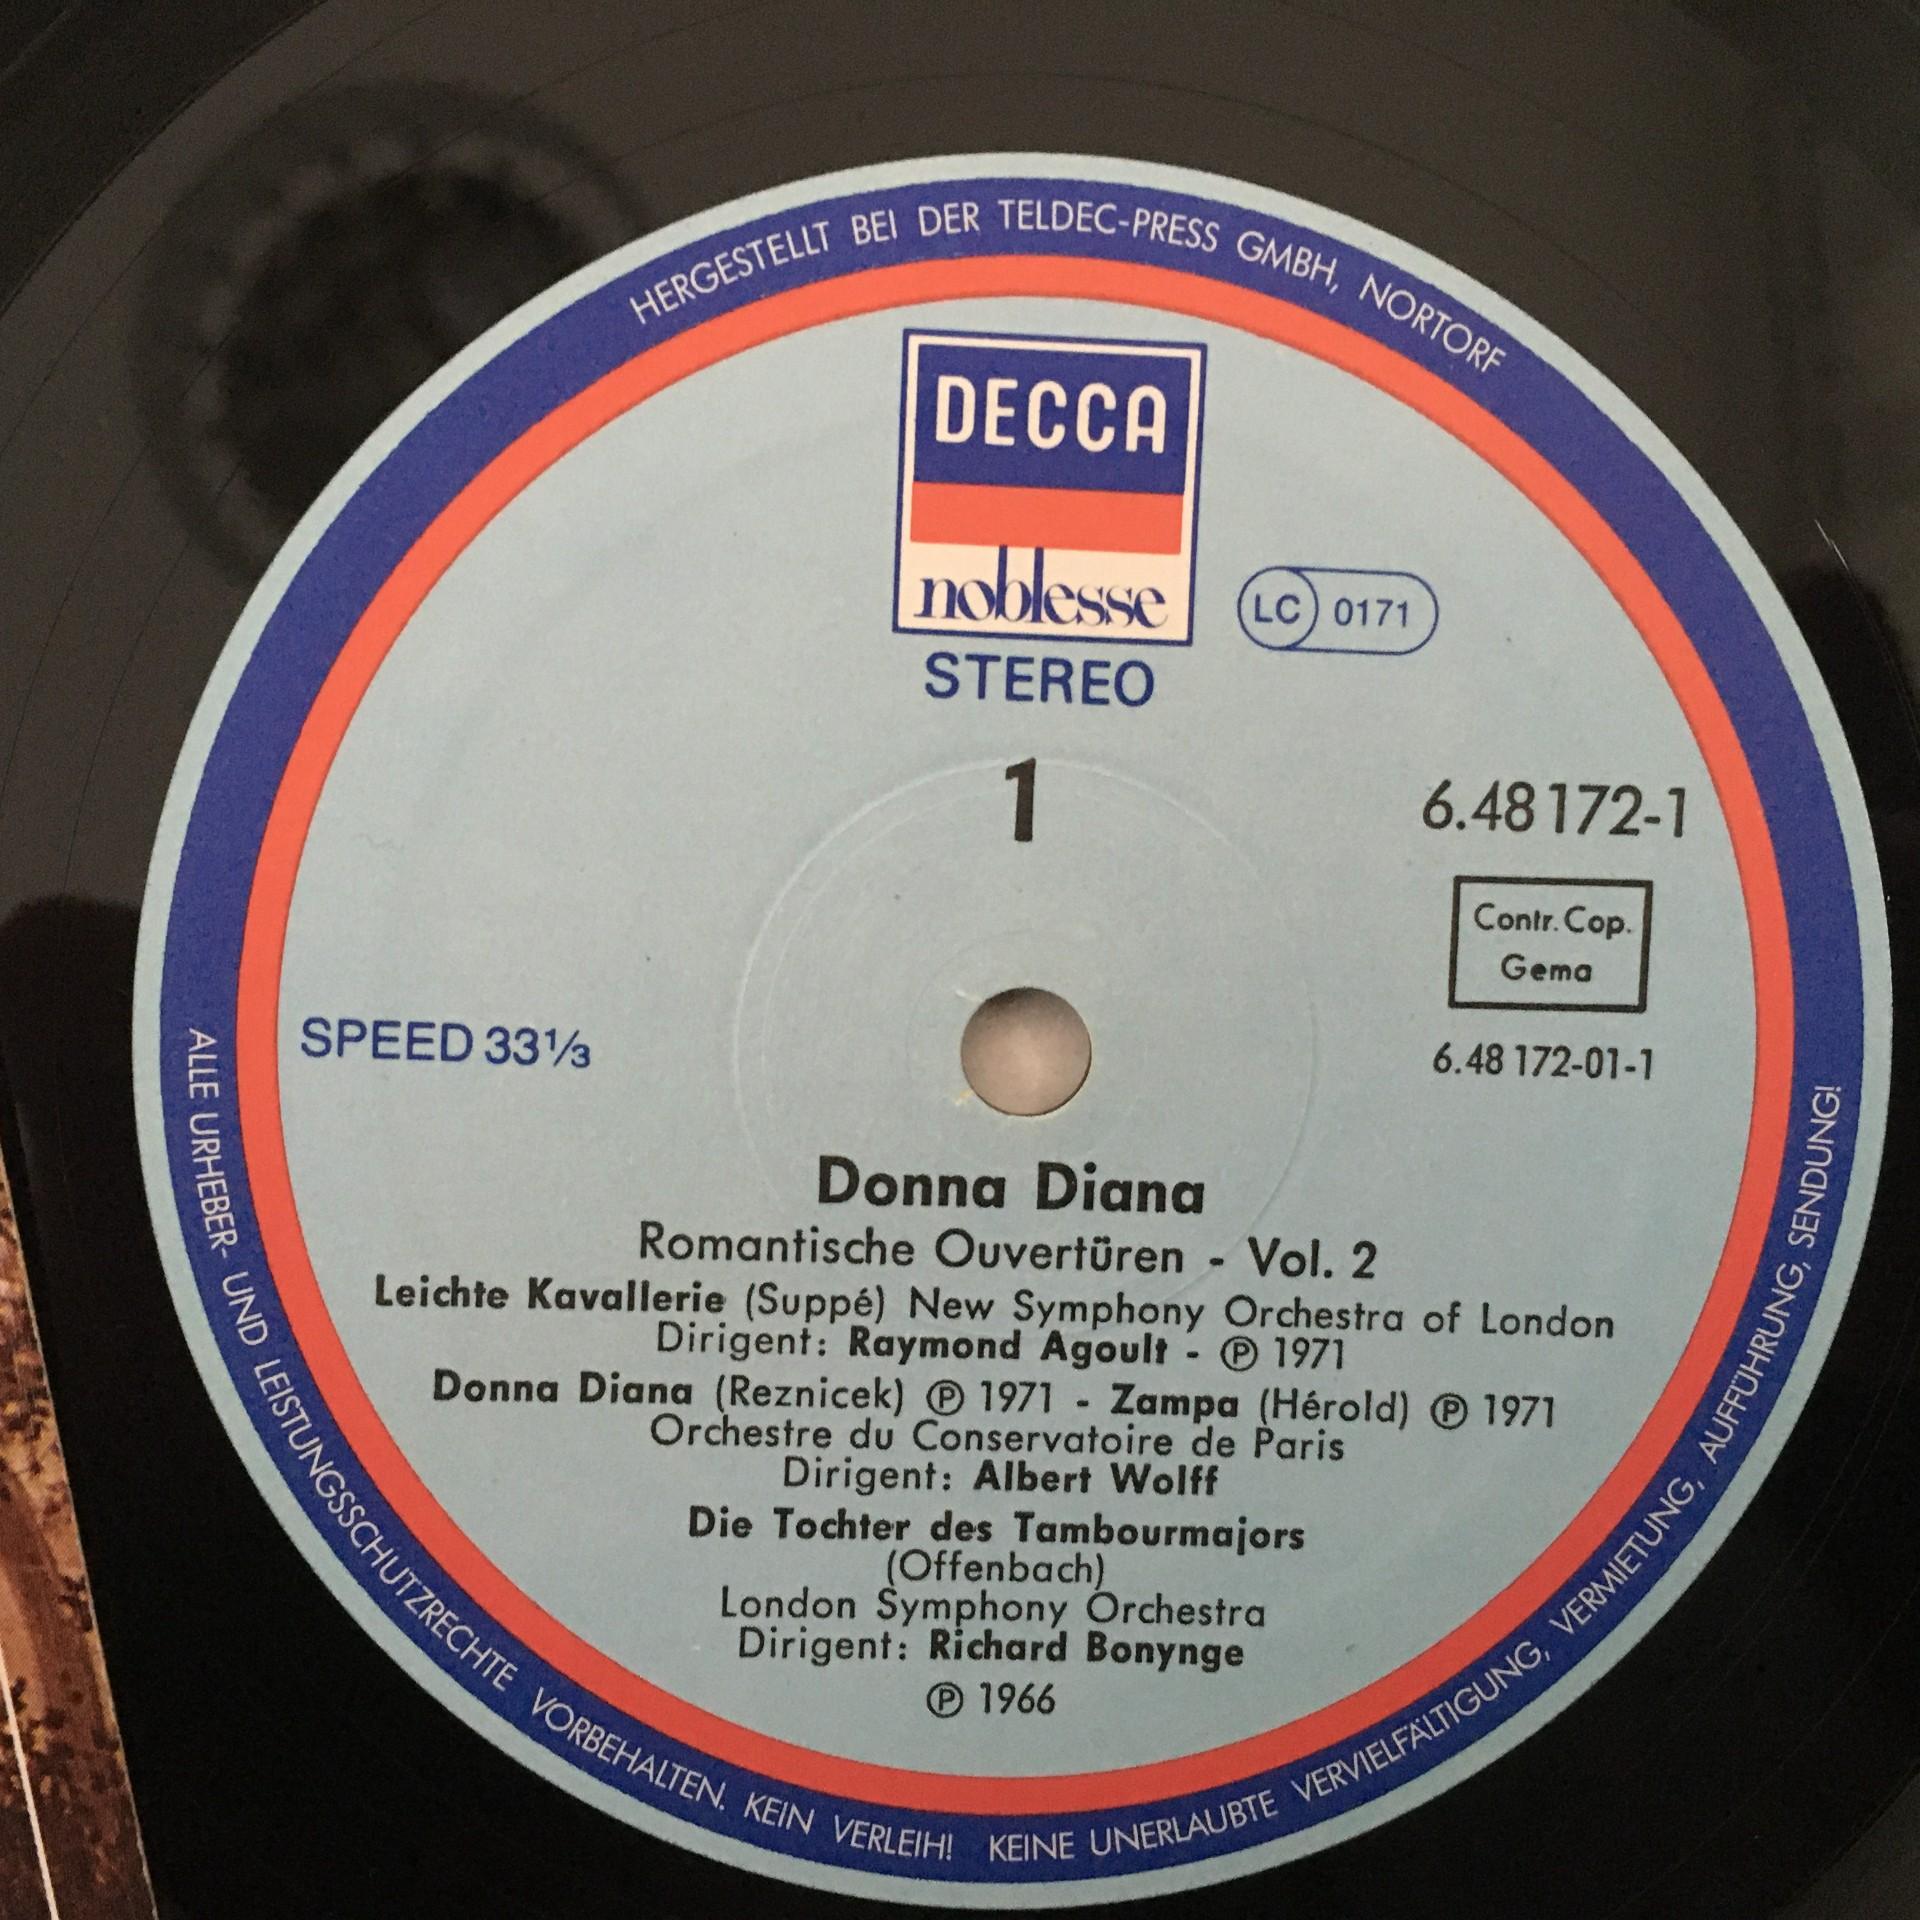 HERGESTELLT BEI DER TELDEC-PRESS GMBH, NORTORF
DECCA
noblesse
LC 0171
STEREO
1
6.48172-1
Contr. Cop.
Gema
SPEED 33⅓
6.48 172-01-1
Donna Diana
Romantische Ouvertüren - Vol. 2
Leichte Kavallerie (Suppé) New Symphony Orchestra of London
Dirigent: Raymond Agoult - ℗ 1971
Donna Diana (Reznicek) ℗ 1971 - Zampa (Hérold) ℗ 1971
Orchestre du Conservatoire de Paris
Dirigent: Albert Wolff
Die Tochter des Tambourmajors
(Offenbach)
London Symphony Orchestra
Dirigent: Richard Bonynge
℗ 1966
ALLE URHEBER- UND LEISTUNGSSCHUTZRECHTE VORBEHALTEN. KEIN VERLEIH! KEINE UNERLAUBTE VERVIELFÄLTIGUNG, VERMIETUNG, AUFFÜHRUNG, SENDUNG!